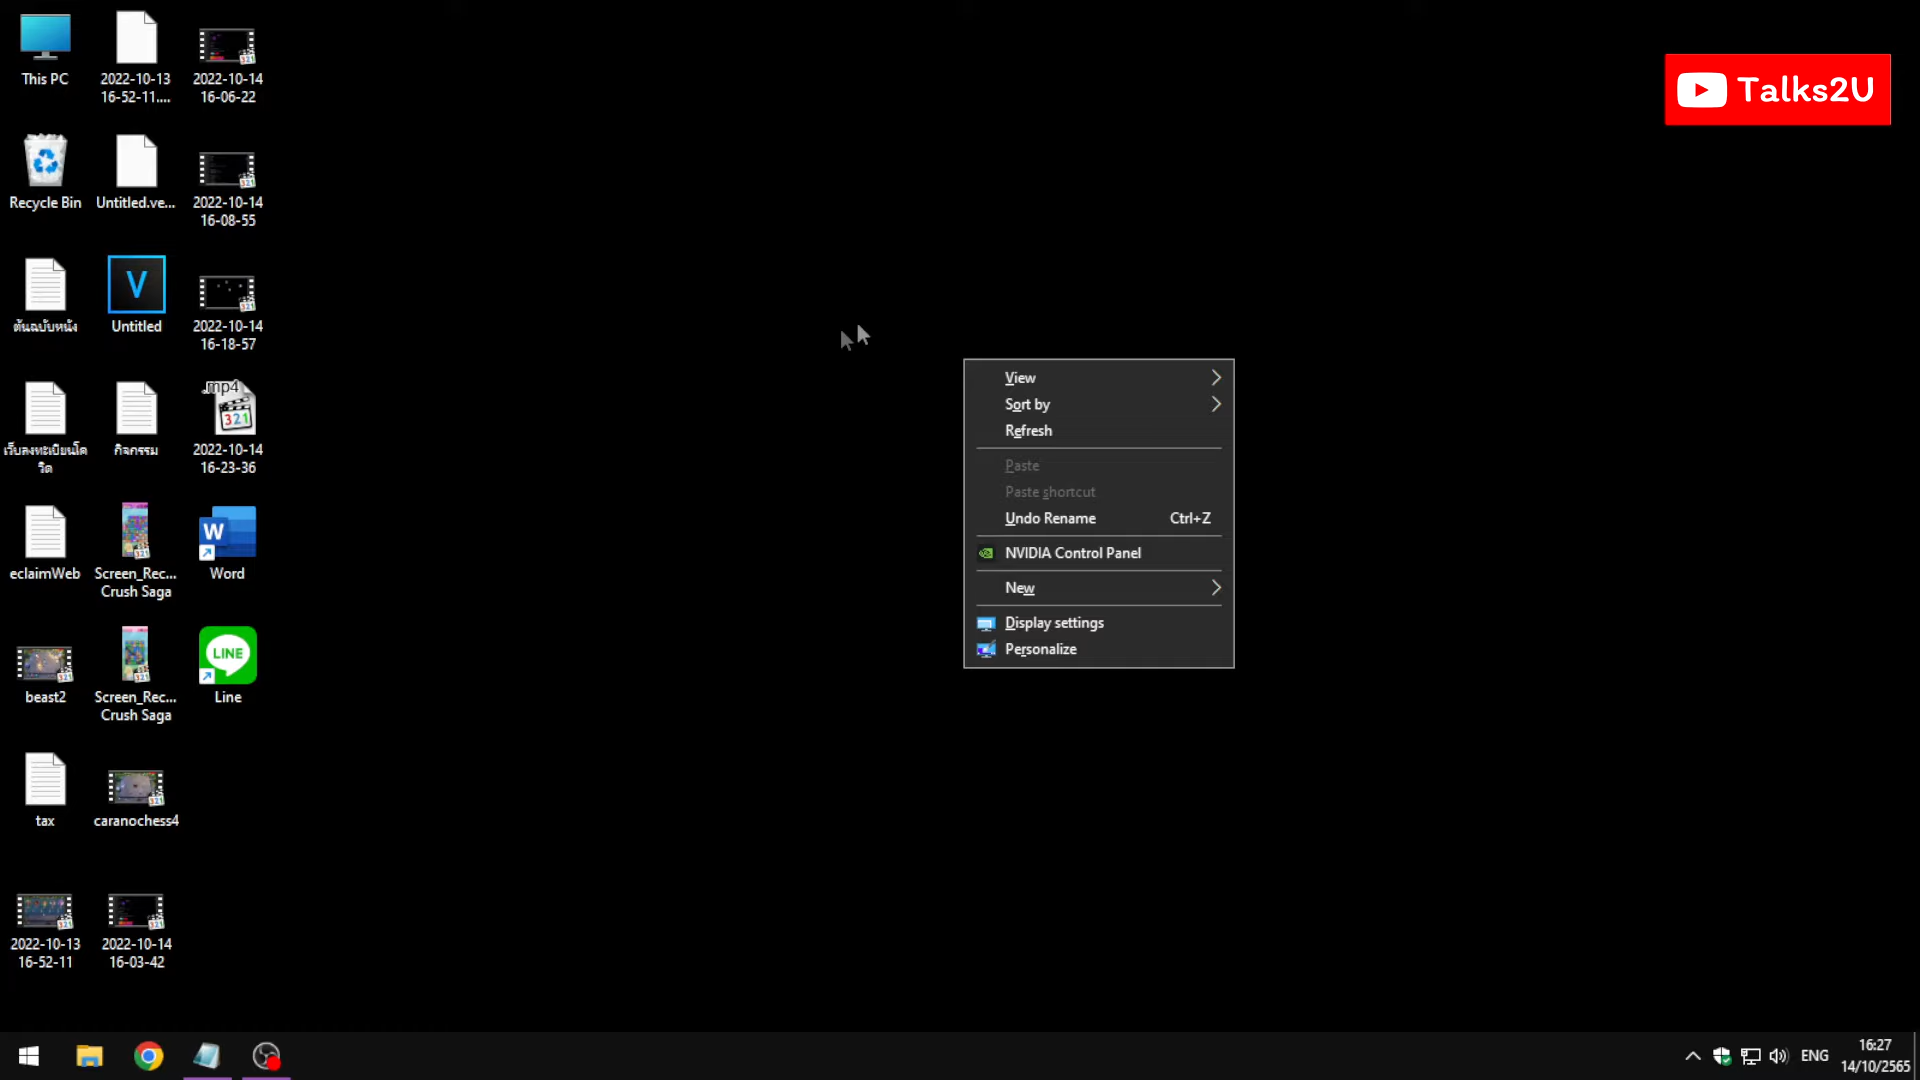 This PC
2022-10-13
16-52-11....
2022-10-14
16-06-22
Talks2U
Recycle Bin
Untitled.ve...
2022-10-14
16-08-55
ต้นฉบับหนัง
Untitled
2022-10-14
16-18-57
.mp4
321
เว็บลงทะเบียนโค
วิด
กิจกรรม
2022-10-14
16-23-36
eclaimWeb
Screen_Rec...
Crush Saga
Word
beast2
Screen_Rec...
Crush Saga
LINE
Line
tax
caranochess4
2022-10-13
16-52-11
2022-10-14
16-03-42
View
Sort by
Refresh
Paste
Paste shortcut
Undo Rename Ctrl+Z
NVIDIA Control Panel
New
Display settings
Personalize
ENG
16:27
14/10/2565